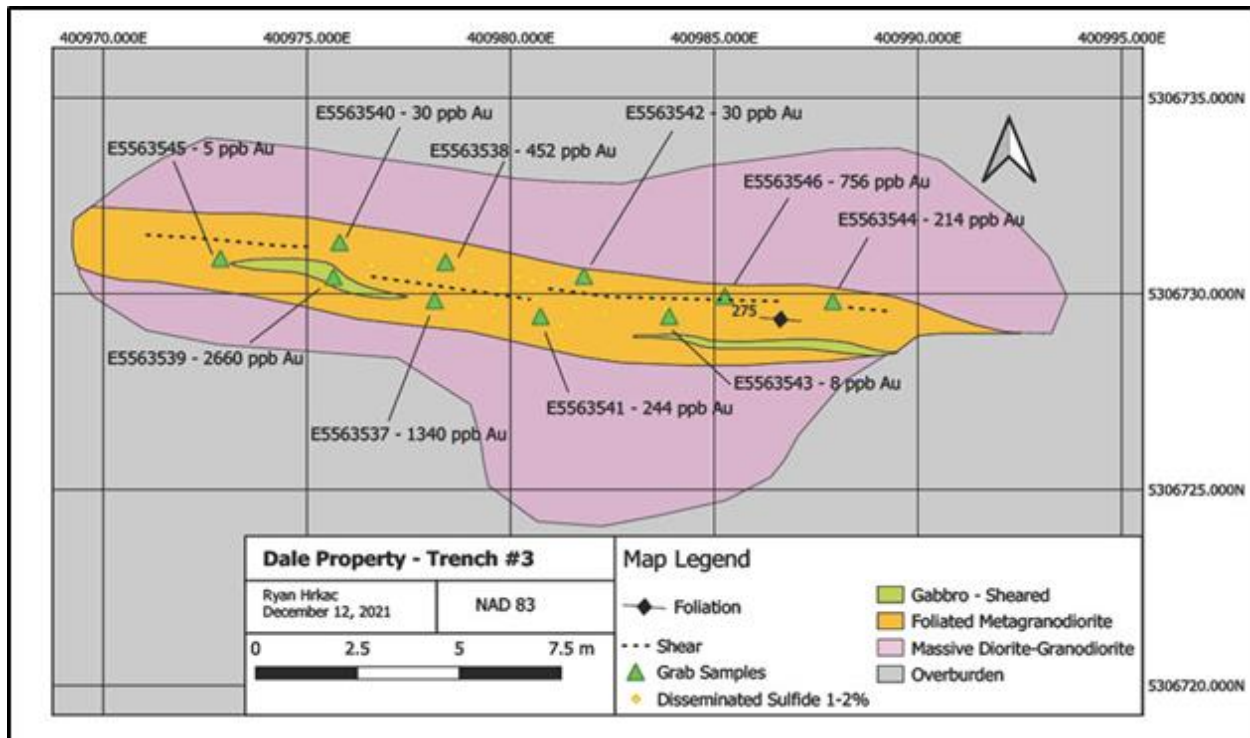 400970.000E 400975.000E 400980.000E 400985.000E 400990.000E 400995.000E
5306735.000N
E5563540 - 30 ppb Au
E5563542 - 30 ppb Au
E5563545 - 5 ppb Au
E5563538 - 452 ppb Au
E5563546 - 756 ppb Au
E5563544 - 214 ppb Au
5306730.000N
275
E5563539 - 2660 ppb Au
E5563543 - 8 ppb Au
E5563541 - 244 ppb Au
E5563537 - 1340 ppb Au
5306725.000N
Dale Property - Trench #3
Ryan Hrkac
December 12, 2021
NAD 83
0 2.5 5 7.5 m
Map Legend
Foliation
Shear
Grab Samples
Disseminated Sulfide 1-2%
Gabbro - Sheared
Foliated Metagranodiorite
Massive Diorite-Granodiorite
Overburden
5306720.000N